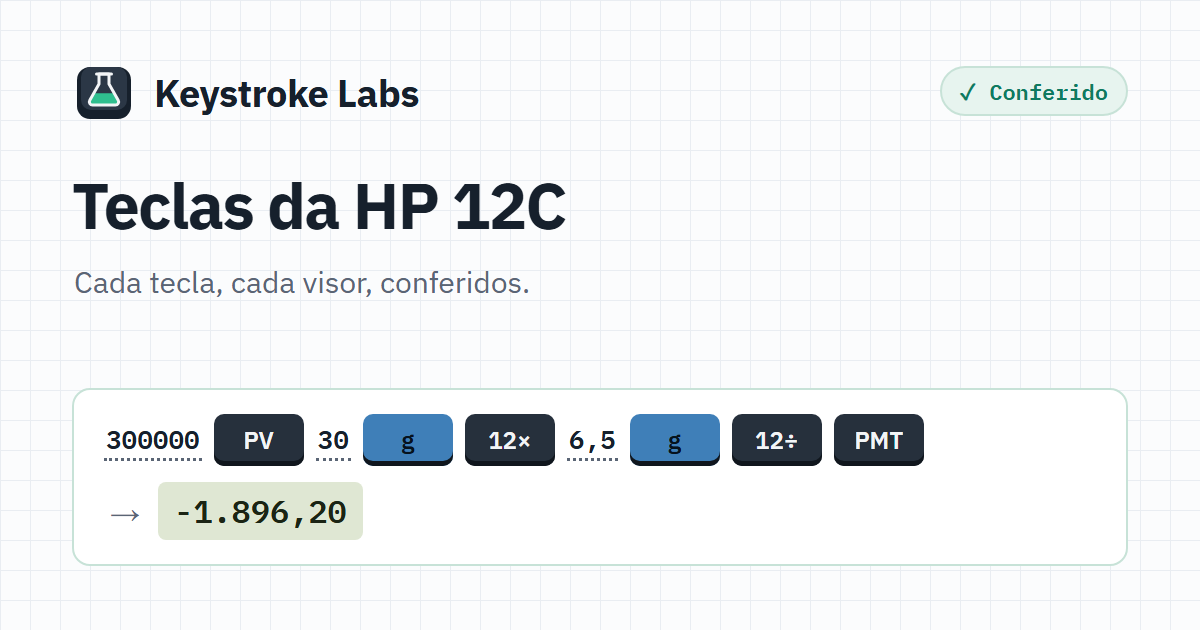 Keystroke Labs
✓ Conferido
Teclas da HP 12C
Cada tecla, cada visor, conferidos.
300000 PV 30 g 12× 6,5 g 12÷ PMT
→ -1.896,20